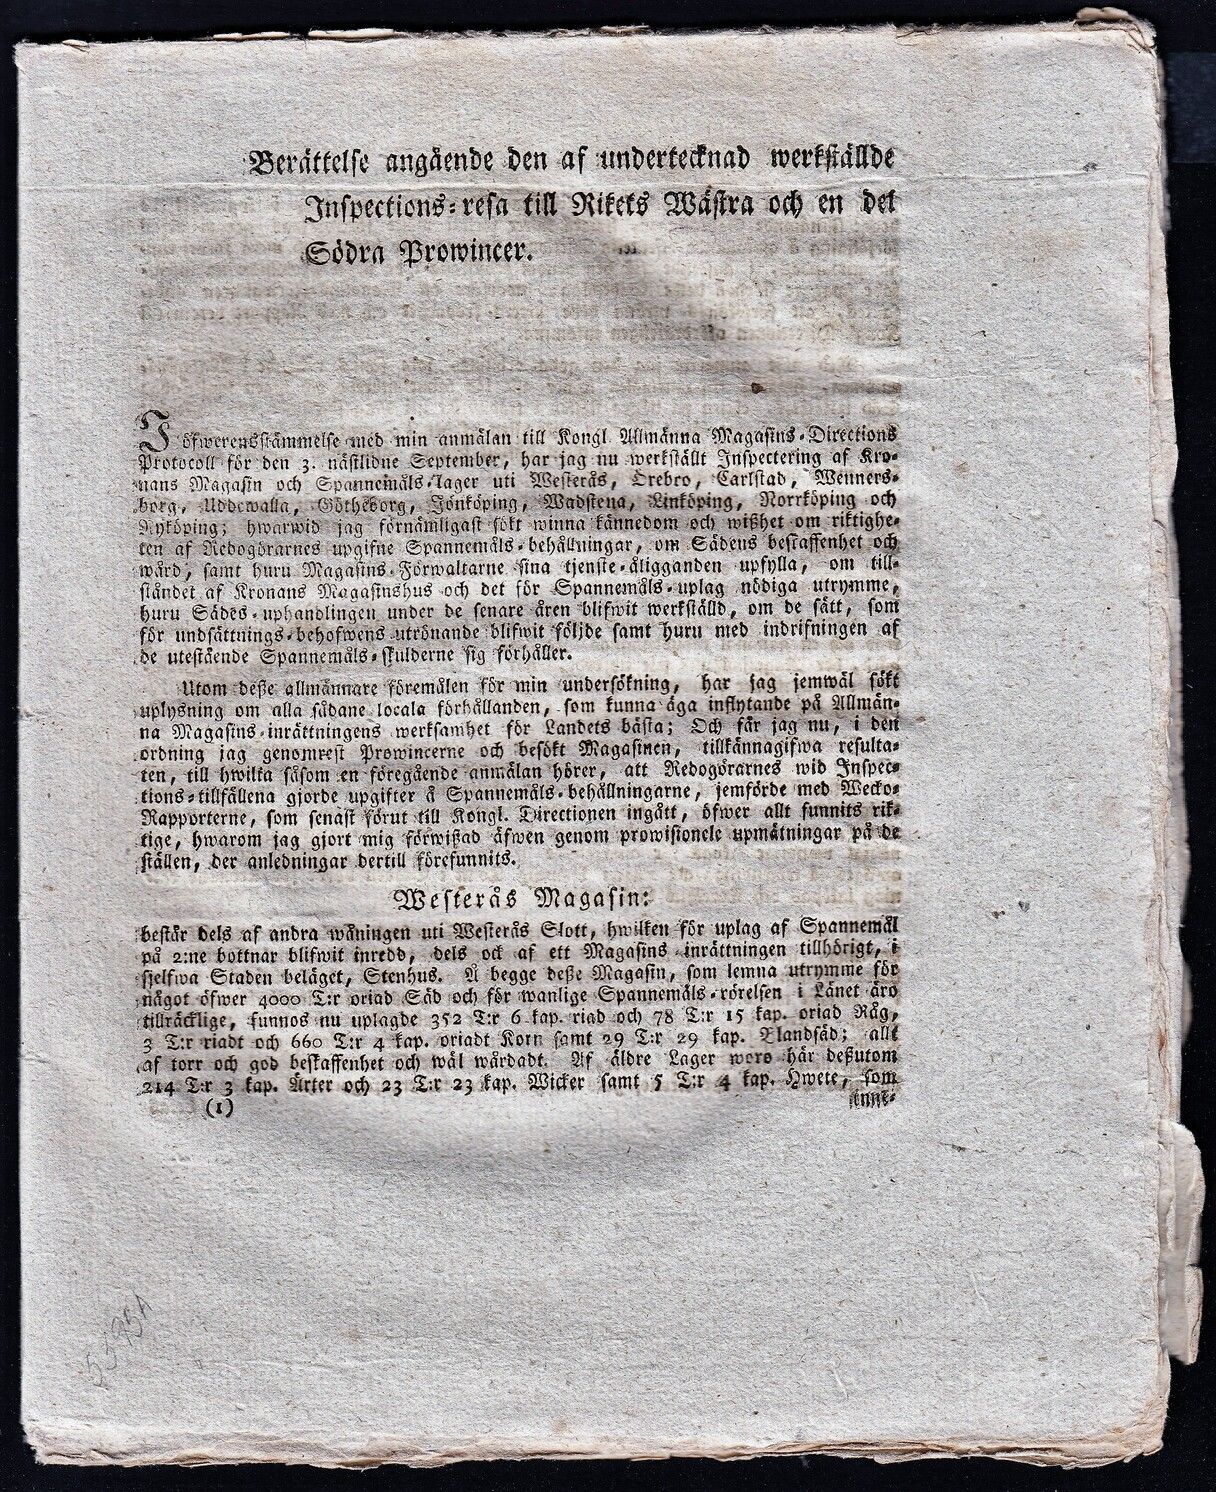 Berättelse angående den af undertecknad werkställde
Inspections-resa till Rikets Wästra och en del
Södra Prowincer.
I öfwerensstämmelse med min anmälan till Kongl. Allmänna Magasins-Directions
Protocoll för den 3. nästlidne September, har jag nu werkställt Inspectering af Kro-
nans Magasin och Spannemåls-lager uti Westerås, Örebro, Carlstad, Wenners-
borg, Uddewalla, Götheborg, Jönköping, Wadstena, Linköping, Norrköping och
Nyköping; hwarwid jag förnämligast sökt winna kännedom och wißhet om riktighe-
ten af Redogörarnes upgifne Spannemåls-behållningar, om Sädens beskaffenhet och
wård, samt huru Magasins-Förwaltarne sina tjenste-åligganden upfylla, om till-
ståndet af Kronans Magasinshus och det för Spannemåls-uplag nödiga utrymme,
huru Sädes-uphandlingen under de senare åren blifwit werkställd, om de sätt, som
för undsättnings-behofwens utrönande blifwit följde samt huru med indrifningen af
de utestående Spannemåls-skulderne sig förhåller.
Utom deße allmännare föremålen för min undersökning, har jag jemwäl sökt
uplysning om alla sådane locala förhållanden, som kunna äga inflytande på Allmän-
na Magasins-inrättningens werksamhet för Landets bästa; Och får jag nu, i den
ordning jag genomrest Prowincerne och besökt Magasinen, tillkännagifwa resulta-
ten, till hwilka såsom en föregående anmälan hörer, att Redogörarnes wid Inspec-
tions-tillfällena gjorde upgifter å Spannemåls-behållningarne, jemförde med Wecko-
Rapporterne, som senast förut till Kongl. Directionen ingått, öfwer allt funnits rik-
tige, hwarom jag gjort mig förwißad äfwen genom prowisionele upmätningar på de
ställen, der anledningar dertill förefunnits.
Westerås Magasin:
består dels af andra wåningen uti Westerås Slott, hwilken för uplag af Spannemål
på 2:ne bottnar blifwit inredd, dels ock af ett Magasins-inrättningen tillhörigt, i
sjelfwa Staden beläget, Stenhus. Å begge deße Magasin, som lemna utrymme för
något öfwer 4000 T:r oriad Säd och för wanlige Spannemåls-rörelsen i Länet äro
tillräcklige, funnos nu uplagde 352 T:r 6 kap. riad och 78 T:r 15 kap. oriad Råg,
3 T:r riadt och 660 T:r 4 kap. oriadt Korn samt 29 T:r 29 kap. Blandsäd; allt
af torr och god beskaffenhet och wäl wårdadt. Af äldre Lager woro här deßutom
214 T:r 3 kap. Ärter och 23 T:r 23 kap. Wicker samt 5 T:r 4 kap. Hwete, som
(1) inne-